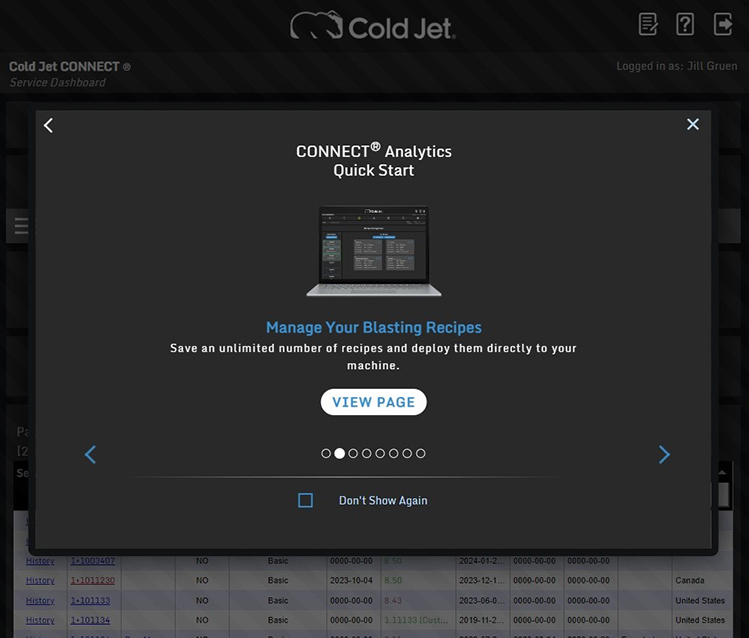 Cold Jet.
Cold Jet CONNECT ®
Service Dashboard
Logged in as: Jill Gruen
CONNECT® Analytics
Quick Start
Manage Your Blasting Recipes
Save an unlimited number of recipes and deploy them directly to your
machine.
VIEW PAGE
Don't Show Again
History 1+1003407 NO Basic 0000-00-00 8.50 2024-01-2... 0000-00-00 0000-00-00
History 1+1011230 NO Basic 2023-10-04 8.50 2023-12-1... 0000-00-00 0000-00-00 Canada
History 1+101133 NO Basic 0000-00-00 8.43 2023-06-0... 0000-00-00 0000-00-00 United States
History 1+101134 NO Basic 0000-00-00 1.11133 [Cust... 2019-11-2... 0000-00-00 0000-00-00 United States